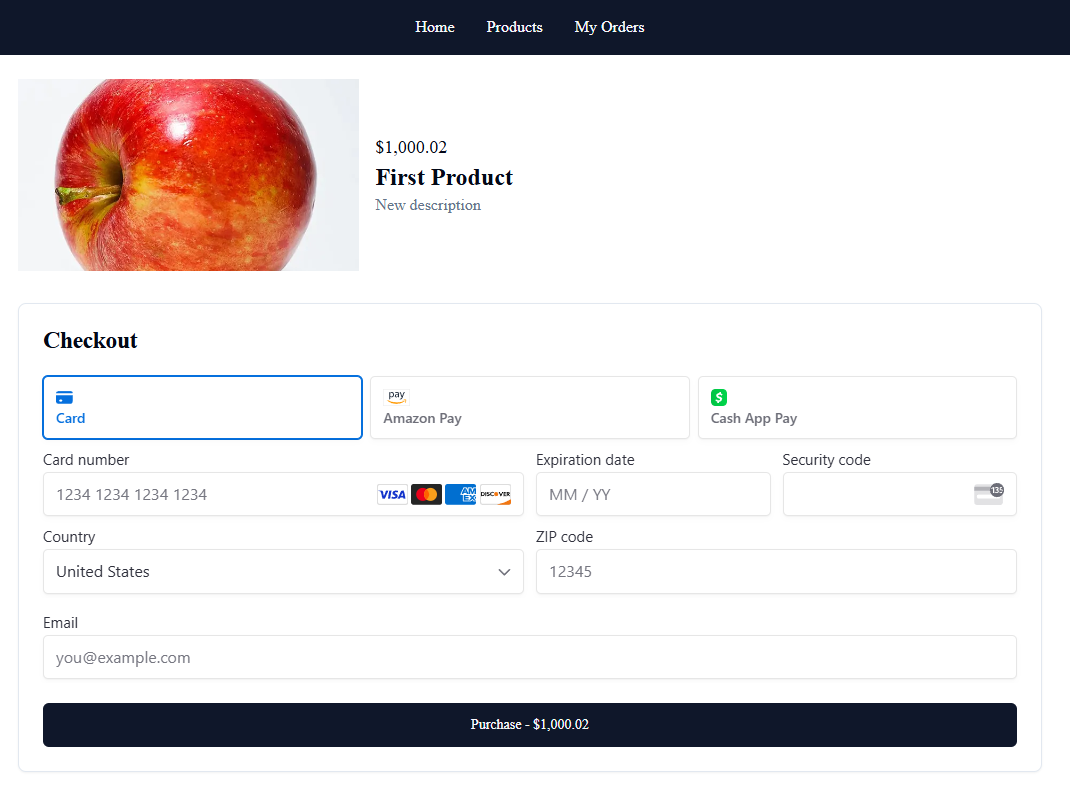 Home Products My Orders
$1,000.02
First Product
New description
Checkout
Card
pay
Amazon Pay
$
Cash App Pay
Card number
Expiration date
Security code
1234 1234 1234 1234
VISA
AM
EX
DISCOVER
MM / YY
135
Country
ZIP code
United States
12345
Email
you@example.com
Purchase - $1,000.02